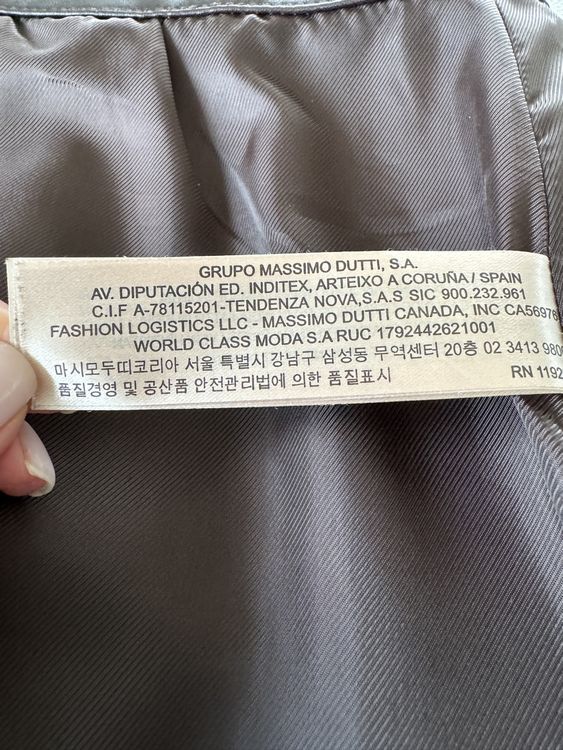 GRUPO MASSIMO DUTTI, S.A.
AV. DIPUTACIÓN ED. INDITEX, ARTEIXO A CORUÑA / SPAIN
C.I.F A-78115201-TENDENZA NOVA,S.A.S SIC 900.232.961
FASHION LOGISTICS LLC - MASSIMO DUTTI CANADA, INC CA5697
WORLD CLASS MODA S.A RUC 1792442621001
마시모두띠코리아 서울 특별시 강남구 삼성동 무역센터 20층 02 3413 980
품질경영 및 공산품 안전관리법에 의한 품질표시
RN 1192